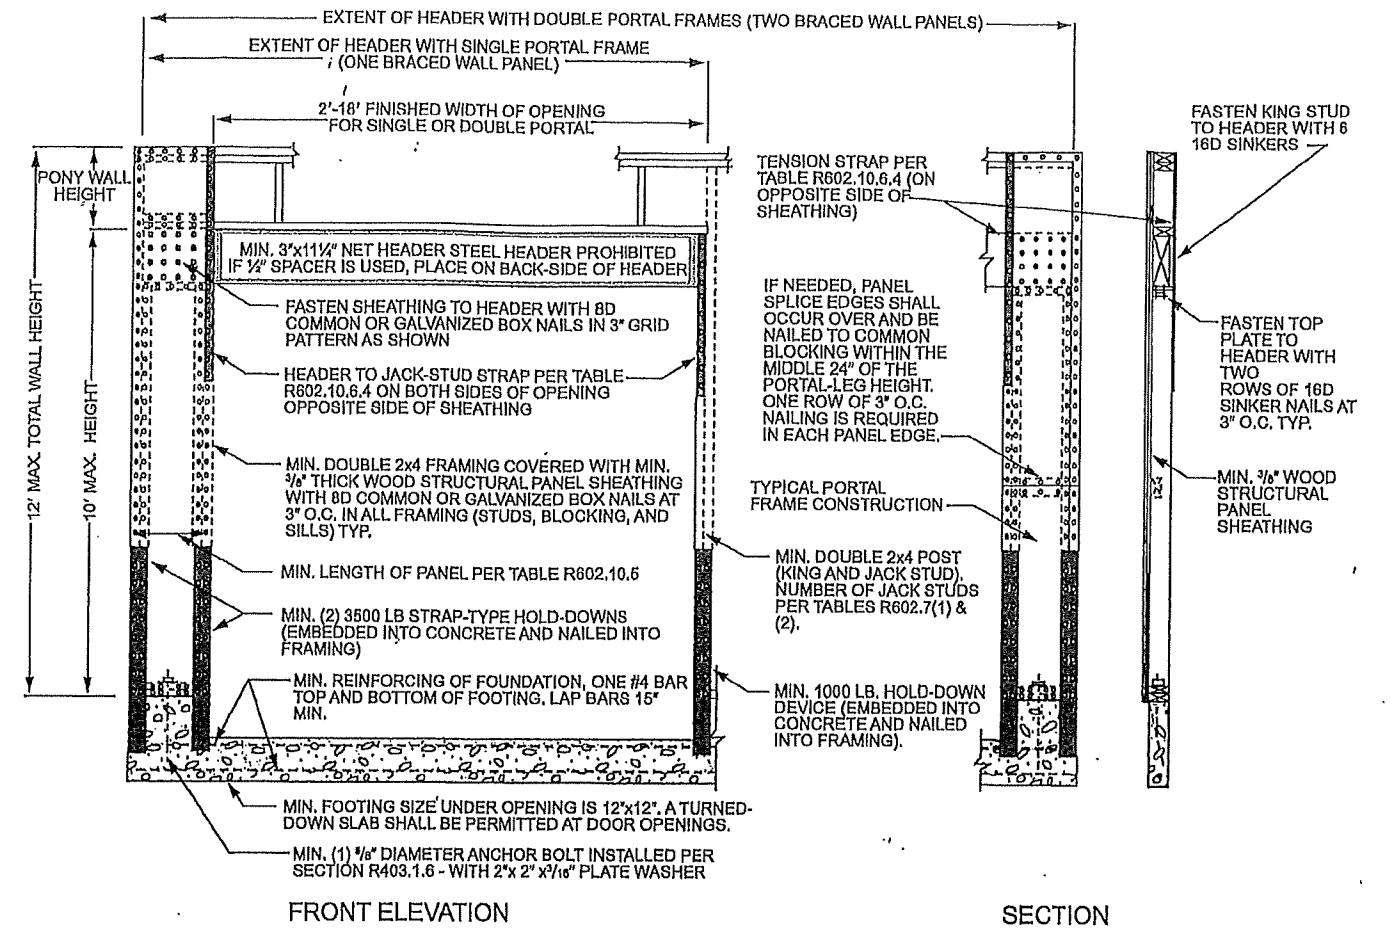 EXTENT OF HEADER WITH DOUBLE PORTAL FRAMES (TWO BRACED WALL PANELS)
EXTENT OF HEADER WITH SINGLE PORTAL FRAME
(ONE BRACED WALL PANEL)
2'-18' FINISHED WIDTH OF OPENING
FOR SINGLE OR DOUBLE PORTAL
PONY WALL
HEIGHT
12' MAX. TOTAL WALL HEIGHT
10' MAX. HEIGHT
MIN. 3"x11¼" NET HEADER STEEL HEADER PROHIBITED
IF ½" SPACER IS USED, PLACE ON BACK-SIDE OF HEADER
FASTEN SHEATHING TO HEADER WITH 8D
COMMON OR GALVANIZED BOX NAILS IN 3" GRID
PATTERN AS SHOWN
HEADER TO JACK-STUD STRAP PER TABLE
R602.10.6.4 ON BOTH SIDES OF OPENING
OPPOSITE SIDE OF SHEATHING
MIN. DOUBLE 2x4 FRAMING COVERED WITH MIN.
3/8" THICK WOOD STRUCTURAL PANEL SHEATHING
WITH 8D COMMON OR GALVANIZED BOX NAILS AT
3" O.C. IN ALL FRAMING (STUDS, BLOCKING, AND
SILLS) TYP.
MIN. LENGTH OF PANEL PER TABLE R602.10.5
MIN. (2) 3500 LB STRAP-TYPE HOLD-DOWNS
(EMBEDDED INTO CONCRETE AND NAILED INTO
FRAMING)
MIN. REINFORCING OF FOUNDATION, ONE #4 BAR
TOP AND BOTTOM OF FOOTING. LAP BARS 15"
MIN.
MIN. FOOTING SIZE UNDER OPENING IS 12"x12". A TURNED-
DOWN SLAB SHALL BE PERMITTED AT DOOR OPENINGS.
MIN. (1) 5/8" DIAMETER ANCHOR BOLT INSTALLED PER
SECTION R403.1.6 - WITH 2"x 2" x3/16" PLATE WASHER
FRONT ELEVATION
TENSION STRAP PER
TABLE R602.10.6.4 (ON
OPPOSITE SIDE OF
SHEATHING)
IF NEEDED, PANEL
SPLICE EDGES SHALL
OCCUR OVER AND BE
NAILED TO COMMON
BLOCKING WITHIN THE
MIDDLE 24" OF THE
PORTAL-LEG HEIGHT.
ONE ROW OF 3" O.C.
NAILING IS REQUIRED
IN EACH PANEL EDGE.
TYPICAL PORTAL
FRAME CONSTRUCTION
MIN. DOUBLE 2x4 POST
(KING AND JACK STUD).
NUMBER OF JACK STUDS
PER TABLES R602.7(1) &
(2).
MIN. 1000 LB. HOLD-DOWN
DEVICE (EMBEDDED INTO
CONCRETE AND NAILED
INTO FRAMING).
FASTEN KING STUD
TO HEADER WITH 6
16D SINKERS
FASTEN TOP
PLATE TO
HEADER WITH
TWO
ROWS OF 16D
SINKER NAILS AT
3" O.C. TYP.
MIN. 3/8" WOOD
STRUCTURAL
PANEL
SHEATHING
SECTION